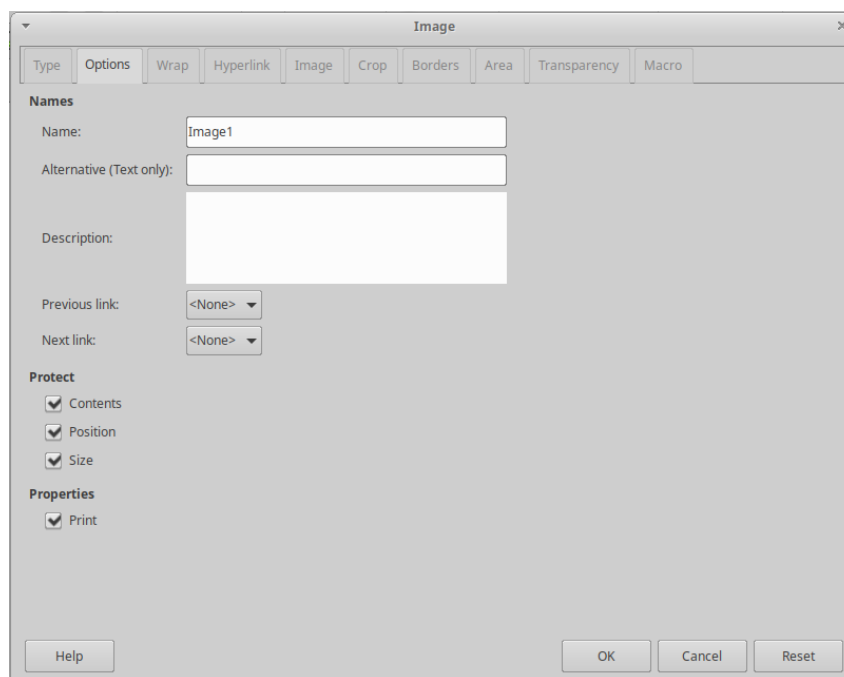 Image
Type Options Wrap Hyperlink Image Crop Borders Area Transparency Macro
Names
Name: Image1
Alternative (Text only):
Description:
Previous link: <None>
Next link: <None>
Protect
Contents
Position
Size
Properties
Print
Help OK Cancel Reset